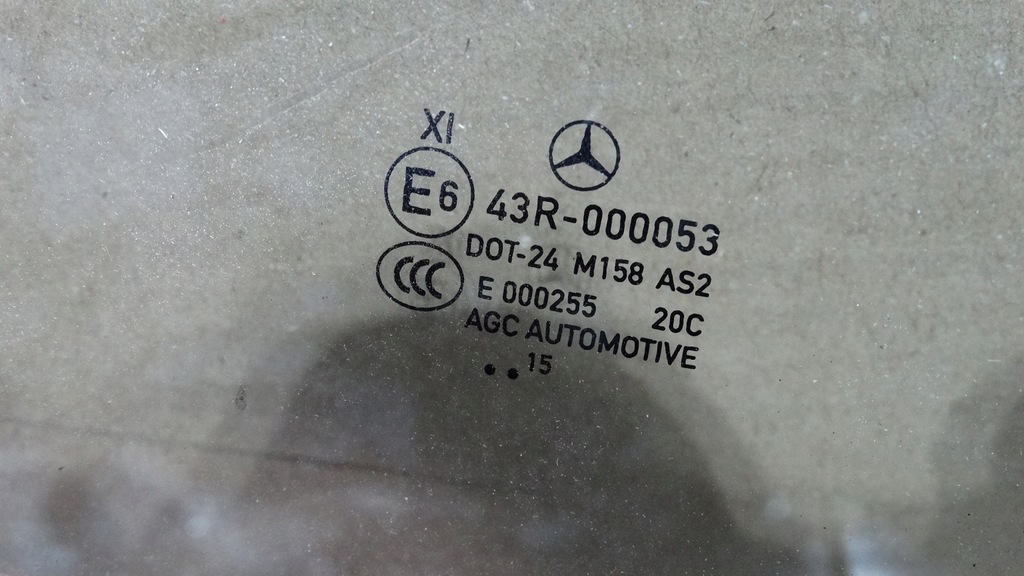 XI
E6 43R-000053
DOT-24 M158 AS2
CCC E 000255 20C
AGC AUTOMOTIVE
.. 15